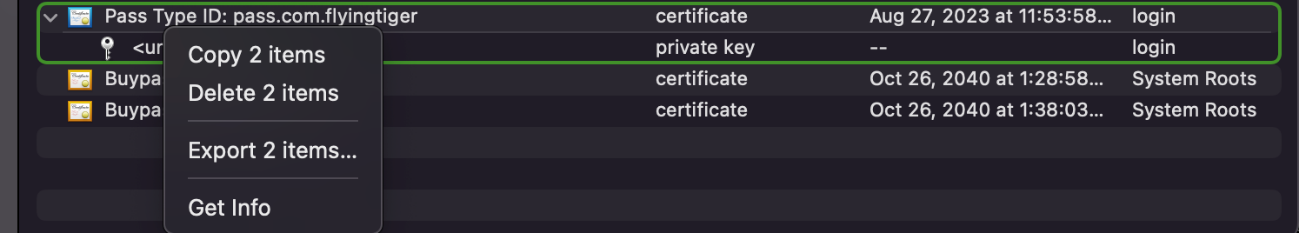 Pass Type ID: pass.com.flyingtiger certificate Aug 27, 2023 at 11:53:58... login
<ur private key -- login
Buypa certificate Oct 26, 2040 at 1:28:58... System Roots
Buypa certificate Oct 26, 2040 at 1:38:03... System Roots
Copy 2 items
Delete 2 items
Export 2 items...
Get Info